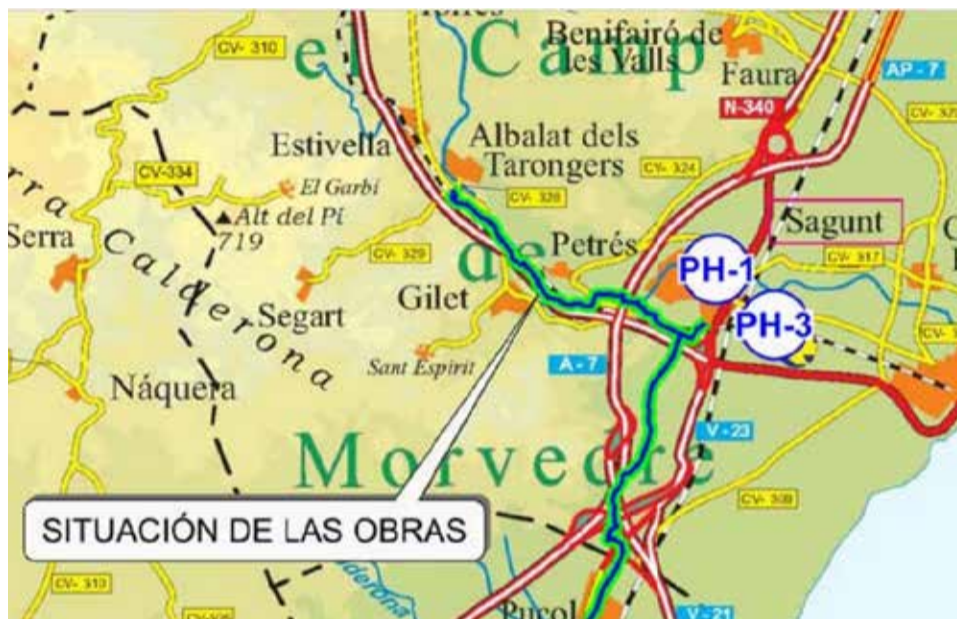 CV- 310
el Camp
Benifairó de
les Valls
Faura
AP - 7
N-340
Estivella
Albalat dels
Tarongers
CV- 324
CV-334
El Garbí
CV- 328
Alt del Pi
719
Sagunt
Serra
Calderona
CV- 329
de
Petrés
CV- 317
PH-1
Gilet
PH-3
Segart
Sant Espirit
A - 7
Náquera
Morvedre
V - 23
CV- 309
SITUACIÓN DE LAS OBRAS
CV- 310
Puçol
V - 21